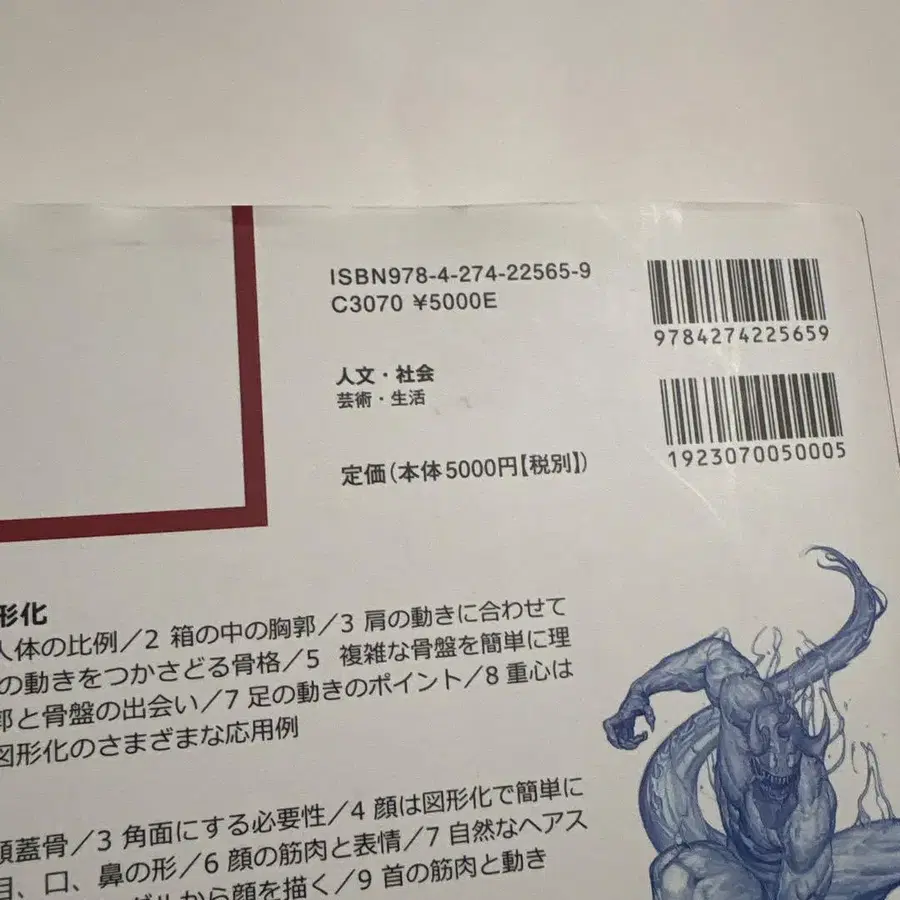 ISBN978-4-274-22565-9
C3070 ¥5000E
9784274225659
人文・社会
芸術・生活
1923070050005
定価(本体5000円【税別】)
形化
人体の比例/2 箱の中の胸郭/3 肩の動きに合わせて
の動きをつかさどる骨格/5 複雑な骨盤を簡単に理
郭と骨盤の出会い/7 足の動きのポイント/8 重心は
図形化のさまざまな応用例
頭蓋骨/3 角面にする必要性/4 顔は図形化で簡単に
目、口、鼻の形/6 顔の筋肉と表情/7 自然なヘアス
グルから顔を描く/9 首の筋肉と動き